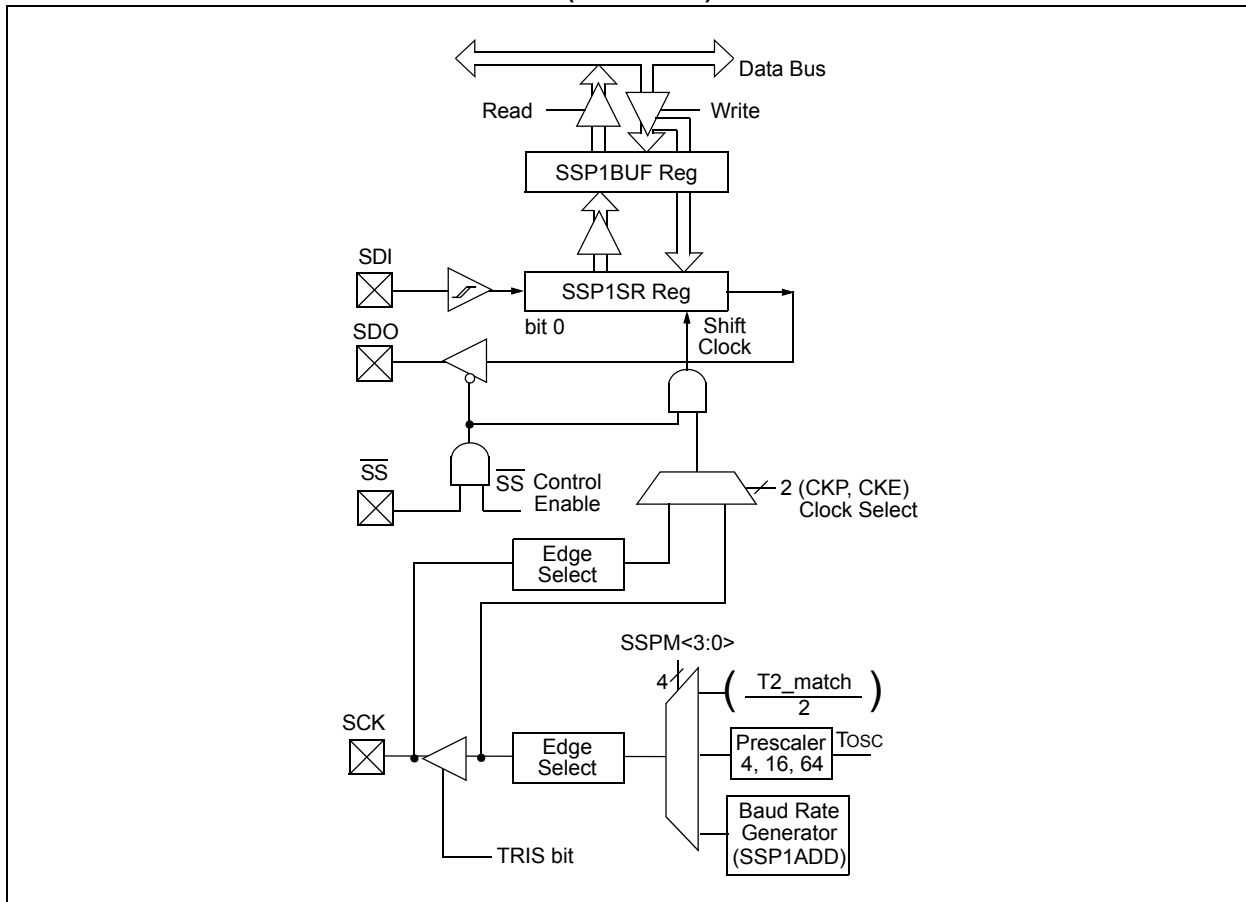 Data Bus
Read
Write
SSP1BUF Reg
SDI
SSP1SR Reg
bit 0
Shift
Clock
SDO
SS
SS Control
Enable
2 (CKP, CKE)
Clock Select
Edge
Select
SSPM<3:0>
4
( T2_match
2 )
SCK
Edge
Select
Prescaler
4, 16, 64
TOSC
Baud Rate
Generator
(SSP1ADD)
TRIS bit